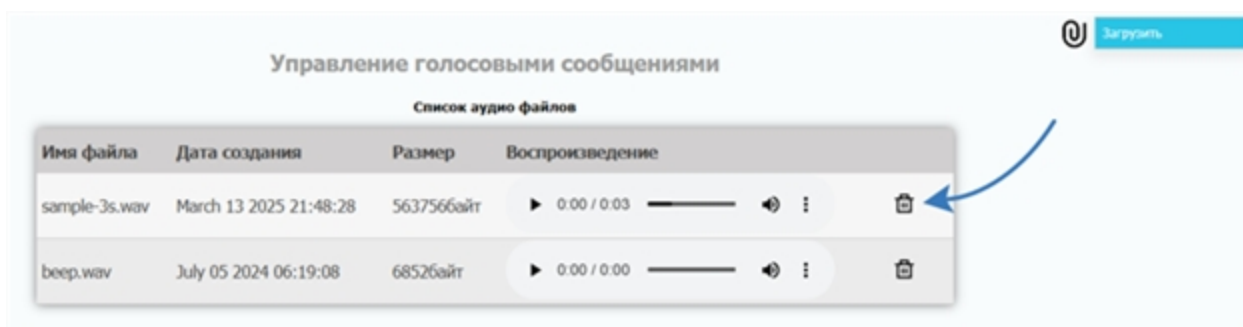 Загрузить
Управление голосовыми сообщениями
Список аудио файлов
Имя файла Дата создания Размер Воспроизведение
sample-3s.wav March 13 2025 21:48:28 563756байт 0:00 / 0:03
beep.wav July 05 2024 06:19:08 6852байт 0:00 / 0:00